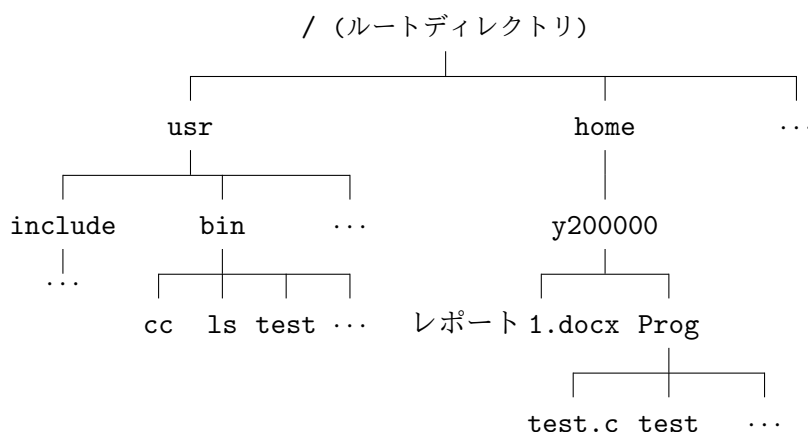 / (ルートディレクトリ)
usr home ···
include bin ··· y200000
···
cc ls test ··· レポート1.docx Prog
test.c test ···